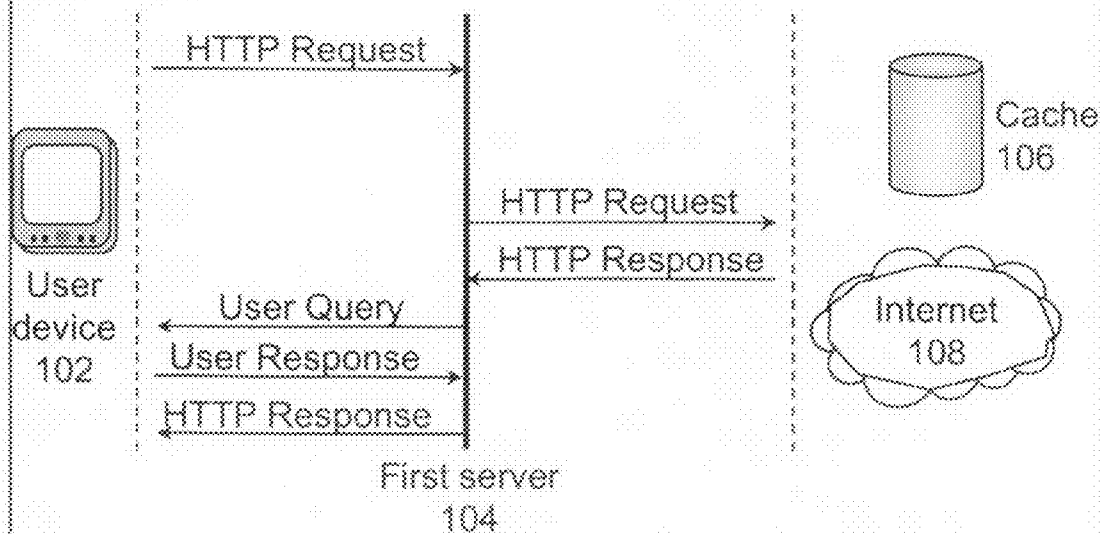 HTTP Request
Cache
106
HTTP Request
HTTP Response
User
device
102
User Query
User Response
HTTP Response
Internet
108
First server
104